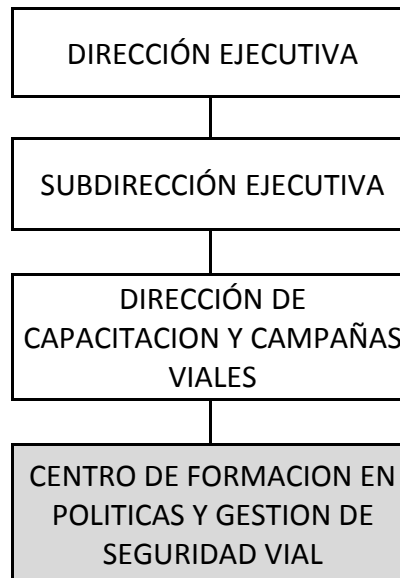 DIRECCIÓN EJECUTIVA
SUBDIRECCIÓN EJECUTIVA
DIRECCIÓN DE
CAPACITACION Y CAMPAÑAS
VIALES
CENTRO DE FORMACION EN
POLITICAS Y GESTION DE
SEGURIDAD VIAL